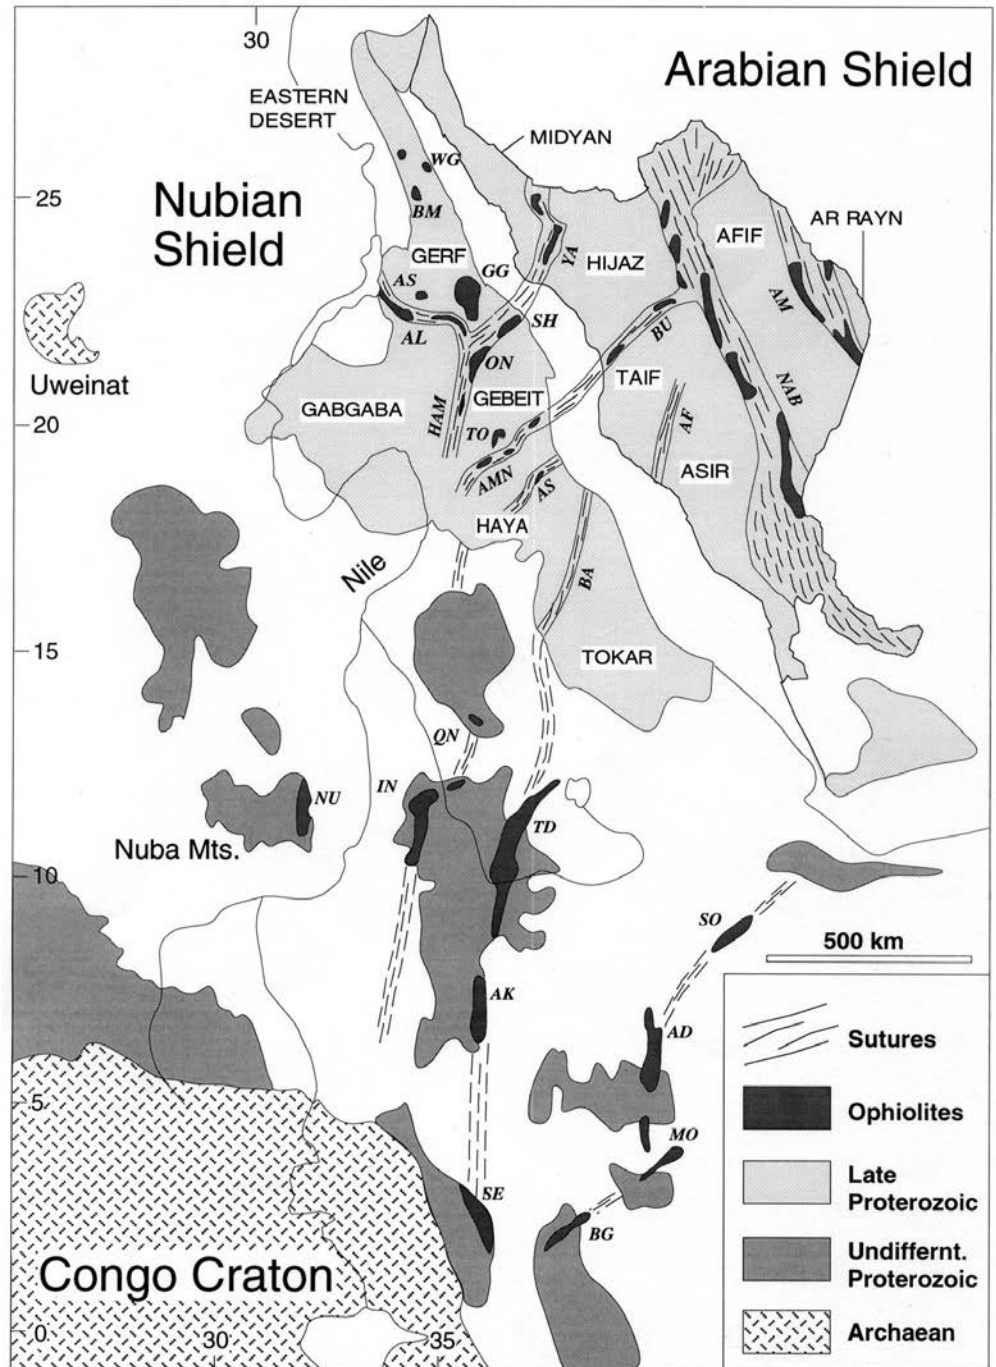 30
Arabian Shield
EASTERN
DESERT
MIDYAN
WG
25
Nubian
Shield
BM
AR RAYN
AFIF
GERF
GG
YA
HIJAZ
AS
AM
SH
BU
AL
Uweinat
ON
TAIF
NAB
GABGABA
HAM
GEBEIT
20
TO
AF
ASIR
AMN
AS
HAYA
Nile
BA
15
TOKAR
QN
IN
NU
TD
Nuba Mts.
10
SO
500 km
AK
AD
Sutures
5
Ophiolites
MO
Late
Proterozoic
SE
BG
Undiffernt.
Proterozoic
Congo Craton
0
30
35
Archaean